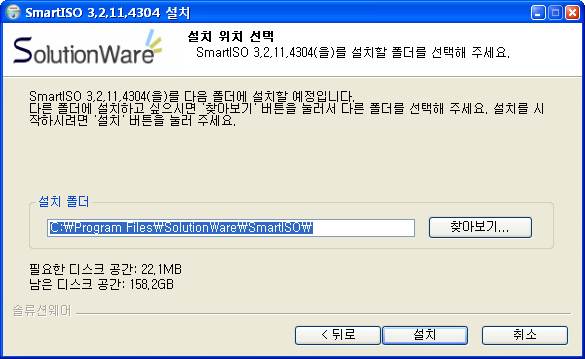 SmartISO 3,2,11,4304 설치
SolutionWare
설치 위치 선택
SmartISO 3,2,11,4304(을)를 설치할 폴더를 선택해 주세요,
SmartISO 3,2,11,4304(을)를 다음 폴더에 설치할 예정입니다,
다른 폴더에 설치하고 싶으시면 '찾아보기' 버튼을 눌러서 다른 폴더를 선택해 주세요, 설치를 시
작하시려면 '설치' 버튼을 눌러 주세요,
설치 폴더
C:₩Program Files₩SolutionWare₩SmartISO₩
찾아보기...
필요한 디스크 공간: 22,1MB
남은 디스크 공간: 158,2GB
솔류션웨어
< 뒤로
설치
취소